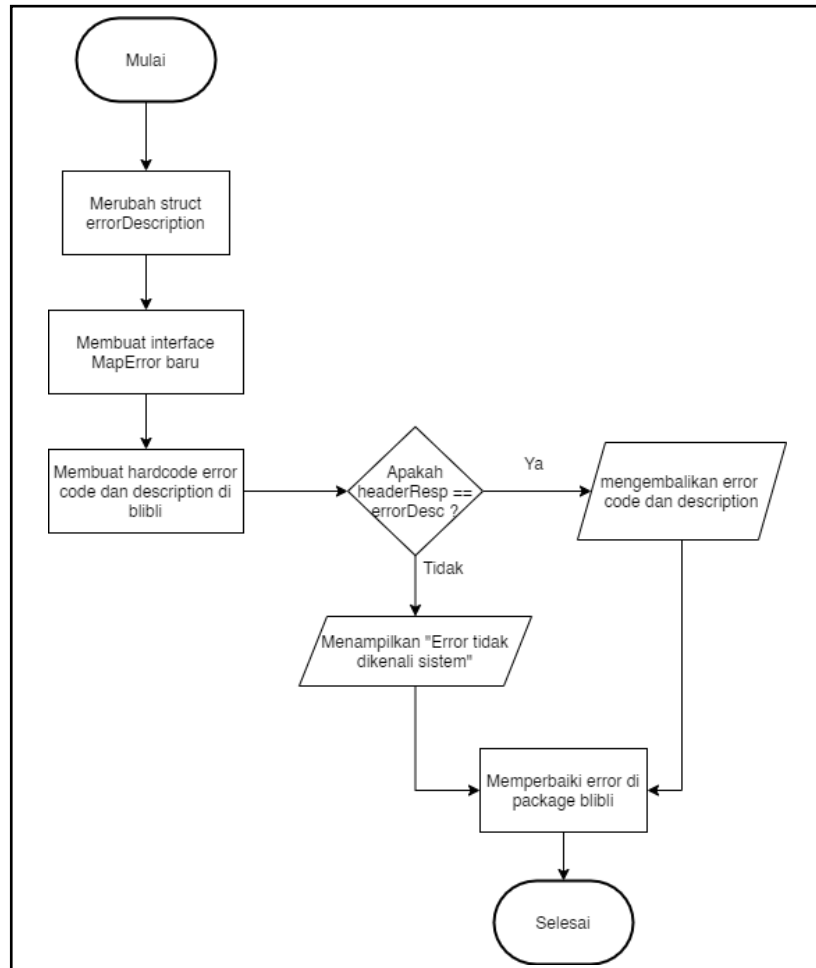 Mulai
Merubah struct
errorDescription
Membuat interface
MapError baru
Membuat hardcode error
code dan description di
blibli
Apakah
headerResp ==
errorDesc ?
Ya
mengembalikan error
code dan description
Tidak
Menampilkan "Error tidak
dikenali sistem"
Memperbaiki error di
package blibli
Selesai